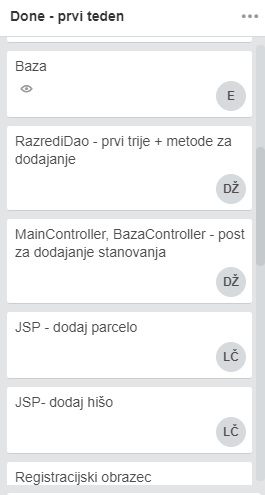 Done - prvi teden
Baza
E
RazrediDao - prvi trije + metode za
dodajanje
DŽ
MainController, BazaController - post
za dodajanje stanovanja
DŽ
JSP - dodaj parcelo
LČ
JSP- dodaj hišo
LČ
Registracijski obrazec